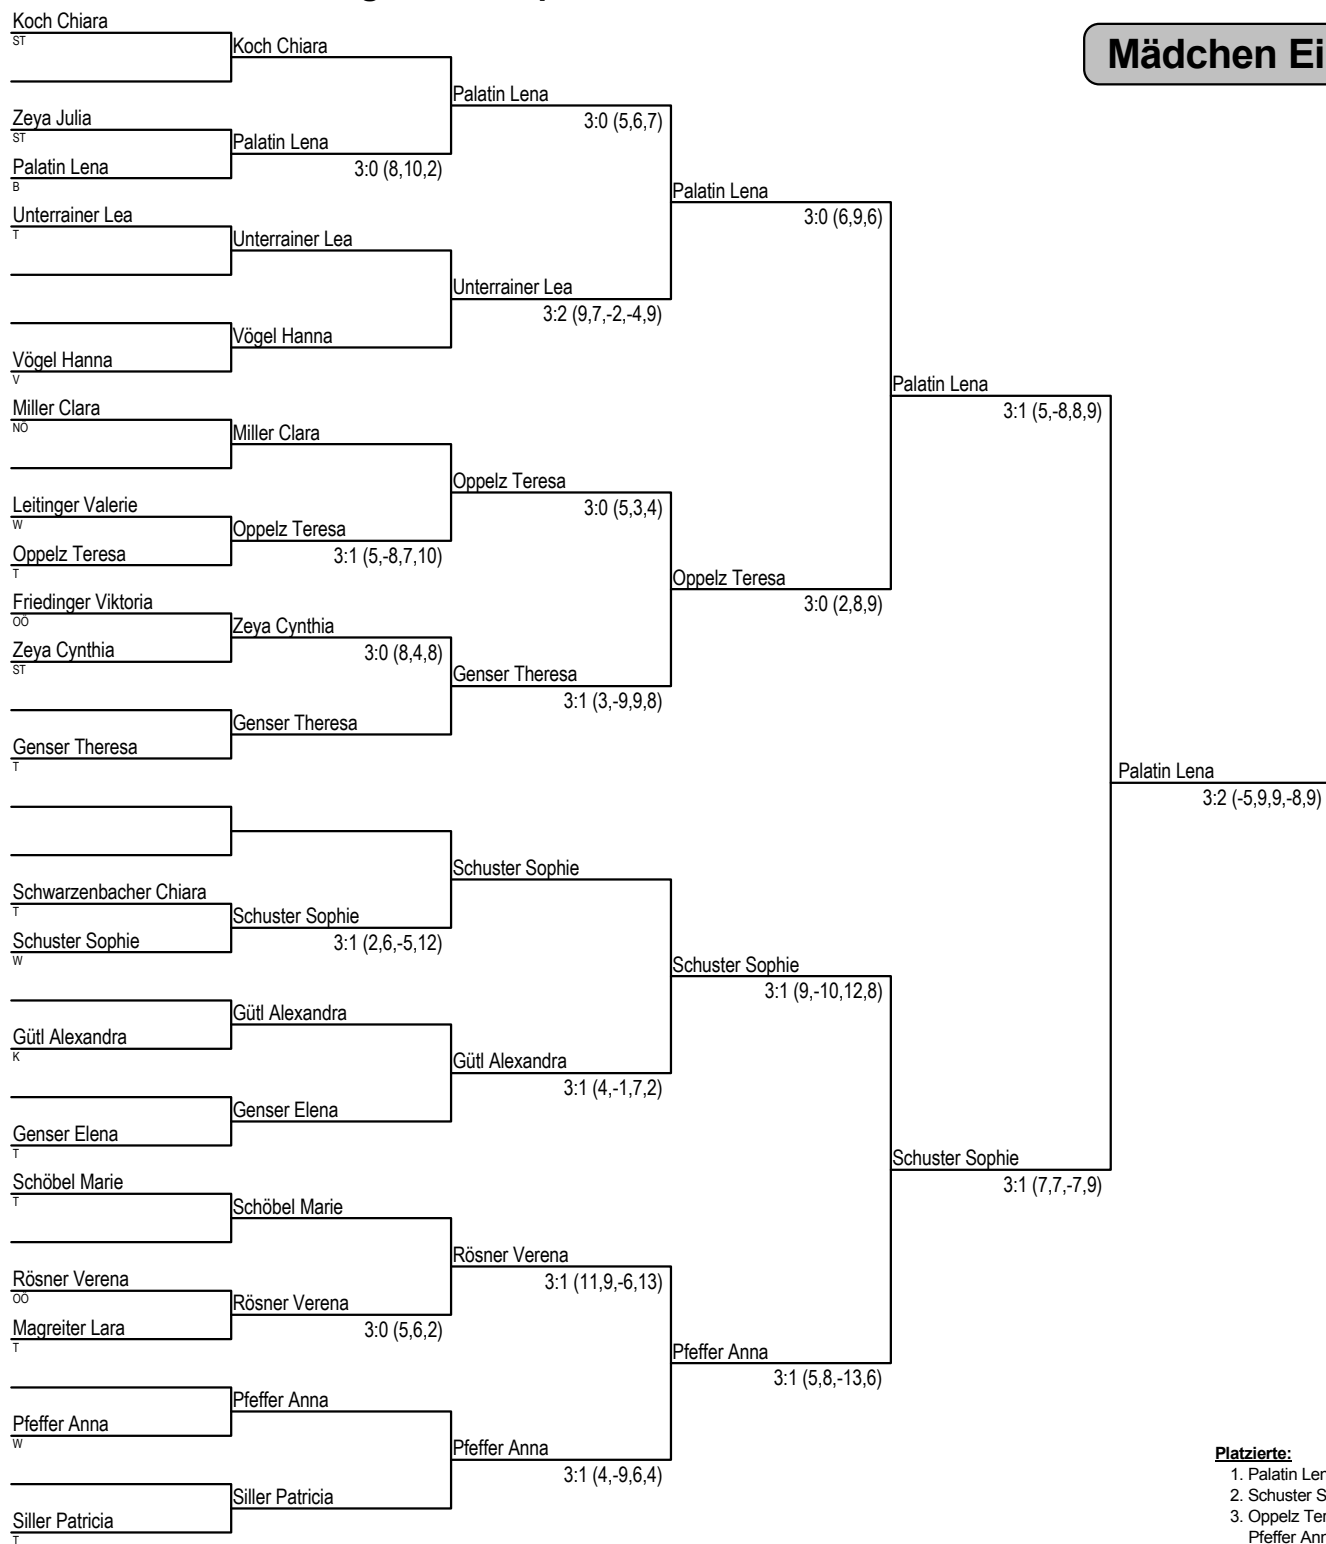 Koch Chiara
ST
Koch Chiara
Mädchen Ei
Palatin Lena
Zeya Julia
ST
3:0 (5,6,7)
Palatin Lena
Palatin Lena
B
3:0 (8,10,2)
Palatin Lena
Unterrainer Lea
T
3:0 (6,9,6)
Unterrainer Lea
Unterrainer Lea
3:2 (9,7,-2,-4,9)
Vögel Hanna
Vögel Hanna
V
Palatin Lena
Miller Clara
NÖ
3:1 (5,-8,8,9)
Miller Clara
Oppelz Teresa
Leitinger Valerie
W
3:0 (5,3,4)
Oppelz Teresa
Oppelz Teresa
T
3:1 (5,-8,7,10)
Oppelz Teresa
Friedinger Viktoria
OÖ
3:0 (2,8,9)
Zeya Cynthia
Zeya Cynthia
ST
3:0 (8,4,8)
Genser Theresa
3:1 (3,-9,9,8)
Genser Theresa
Genser Theresa
T
Palatin Lena
3:2 (-5,9,9,-8,9)
Schuster Sophie
Schwarzenbacher Chiara
T
Schuster Sophie
Schuster Sophie
W
3:1 (2,6,-5,12)
Schuster Sophie
3:1 (9,-10,12,8)
Gütl Alexandra
Gütl Alexandra
K
Gütl Alexandra
3:1 (4,-1,7,2)
Genser Elena
Genser Elena
T
Schuster Sophie
Schöbel Marie
T
3:1 (7,7,-7,9)
Schöbel Marie
Rösner Verena
Rösner Verena
OÖ
3:1 (11,9,-6,13)
Rösner Verena
Magreiter Lara
T
3:0 (5,6,2)
Pfeffer Anna
3:1 (5,8,-13,6)
Pfeffer Anna
Pfeffer Anna
W
Pfeffer Anna
3:1 (4,-9,6,4)
Siller Patricia
Siller Patricia
T
Platzierte:
1. Palatin Len
2. Schuster S
3. Oppelz Ter
Pfeffer Ann